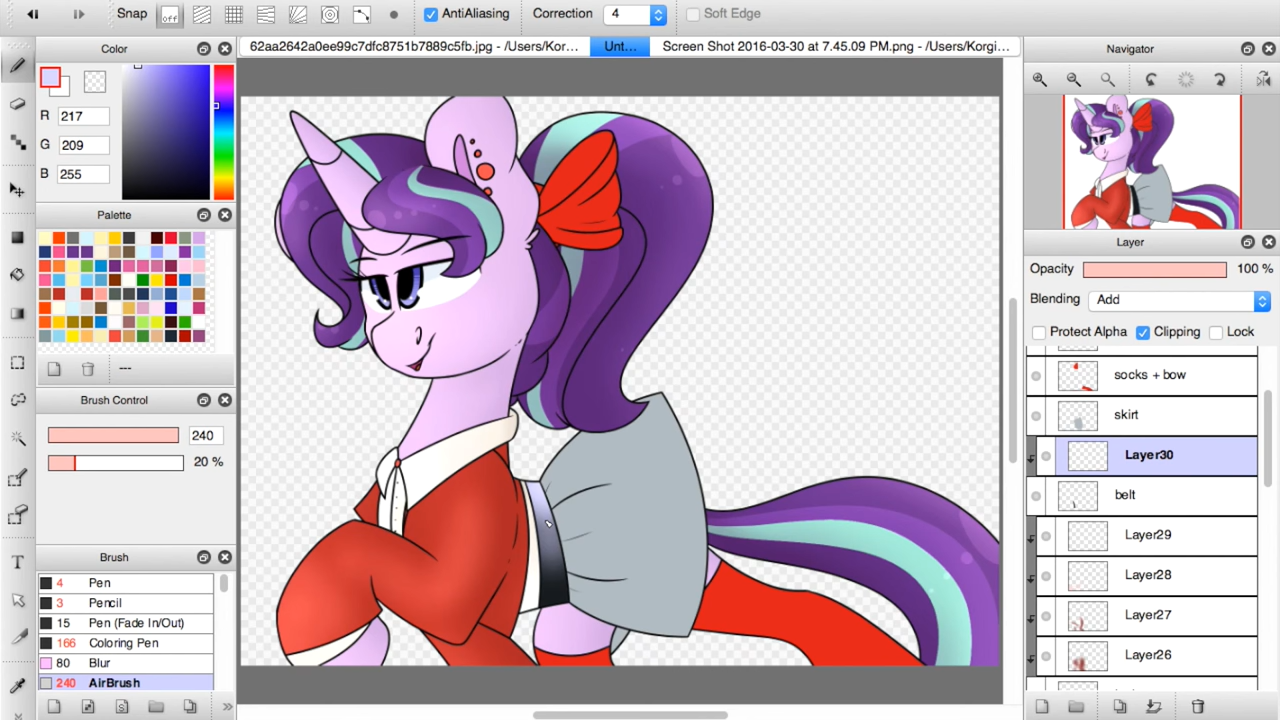 Snap off AntiAliasing Correction 4 Soft Edge
Color
62aa2642a0ee99c7dfc8751b7889c5fb.jpg - /Users/Kor... Unt... Screen Shot 2016-03-30 at 7.45.09 PM.png - /Users/Korgi...
Navigator
R 217
G 209
B 255
Palette
---
Brush Control
240
20 %
Brush
4 Pen
3 Pencil
15 Pen (Fade In/Out)
166 Coloring Pen
80 Blur
240 AirBrush
T
Layer
Opacity 100 %
Blending Add
Protect Alpha Clipping Lock
socks + bow
skirt
Layer30
belt
Layer29
Layer28
Layer27
Layer26